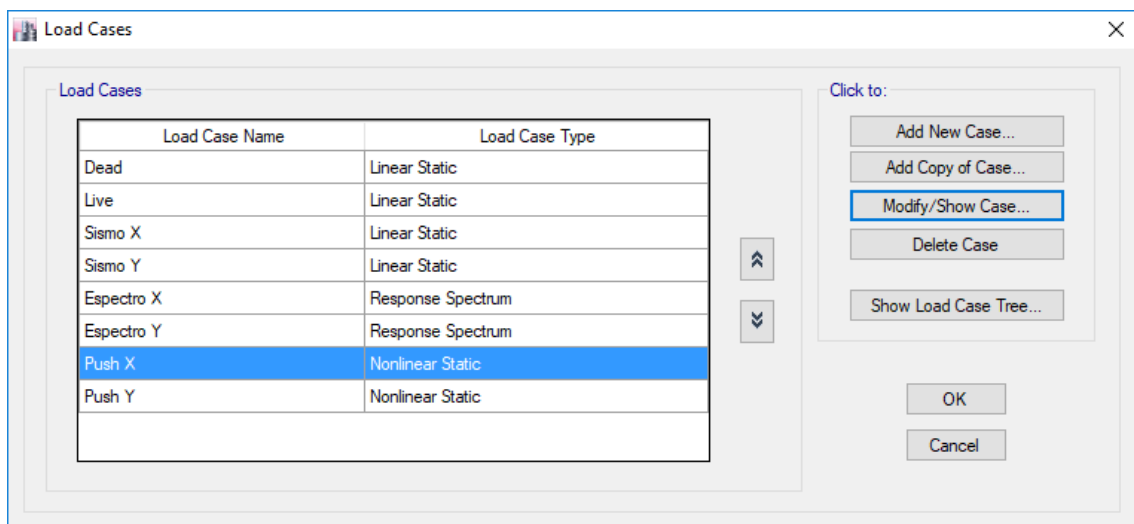 Load Cases
Load Cases
Click to:
Load Case Name Load Case Type
Dead Linear Static
Live Linear Static
Sismo X Linear Static
Sismo Y Linear Static
Espectro X Response Spectrum
Espectro Y Response Spectrum
Push X Nonlinear Static
Push Y Nonlinear Static
Add New Case...
Add Copy of Case...
Modify/Show Case...
Delete Case
Show Load Case Tree...
OK
Cancel